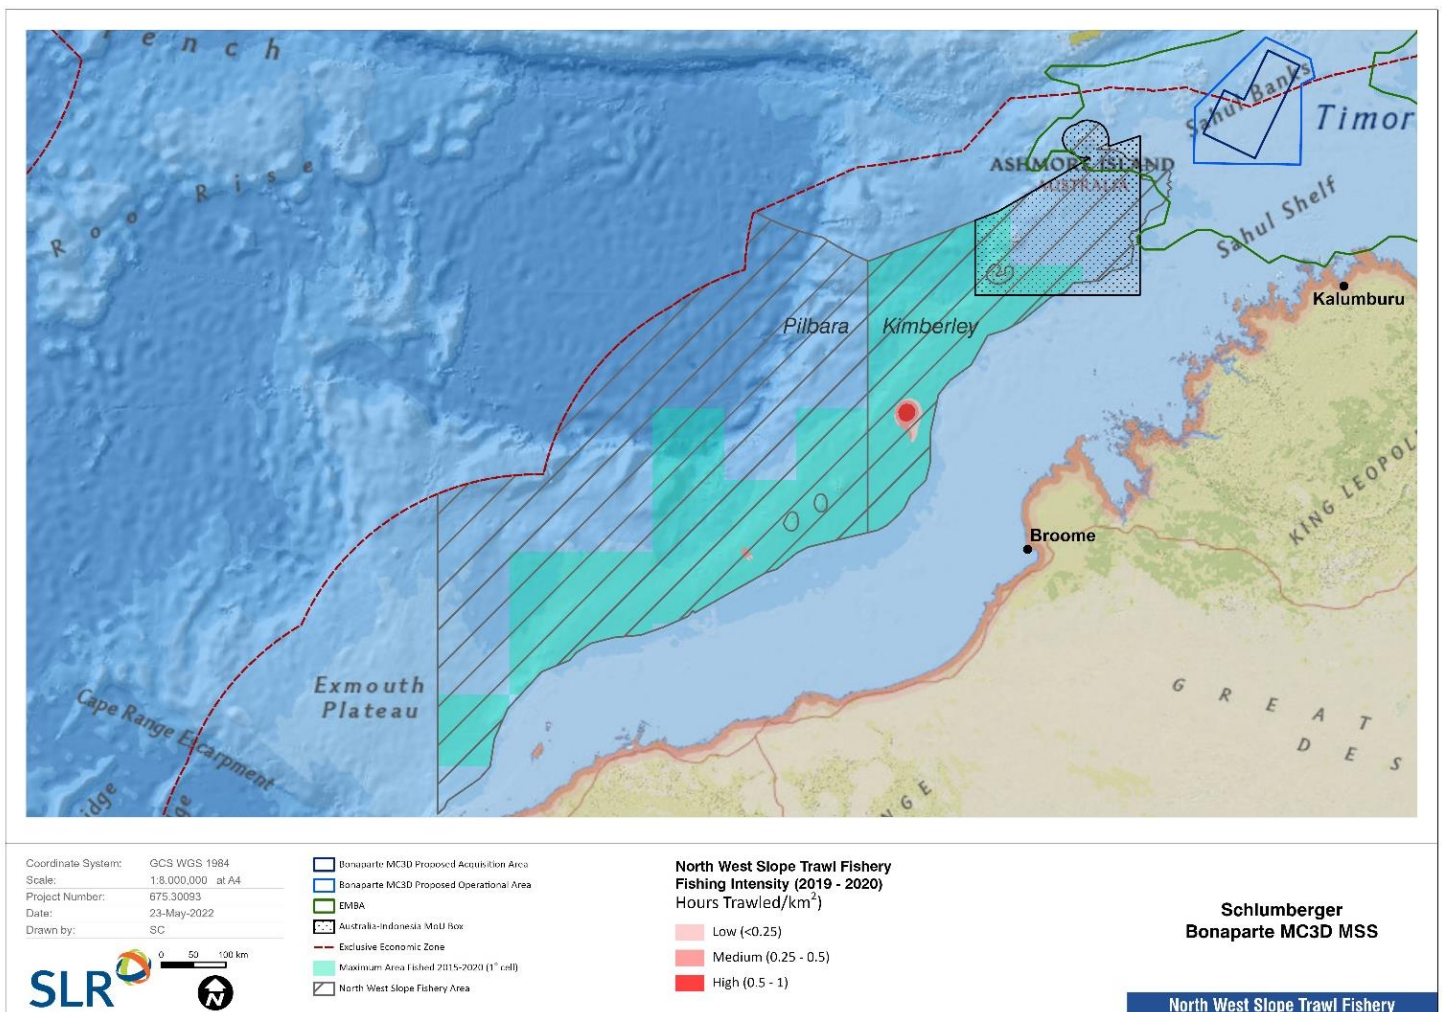 rench
Roo Rise
Sahul Banks
Timor
ASHMORE ISLAND
AUSTRALIA
Sahul Shelf
Kalumburu
Pilbara
Kimberley
KING LEOPOL
Broome
Exmouth
Plateau
GREAT
DES
Cape Range Escarpment
idge
ge
NGE
Coordinate System: GCS WGS 1984
Scale: 1:8,000,000 at A4
Project Number: 675.30093
Date: 23-May-2022
Drawn by: SC
SLR
0 50 100 km
N
Bonaparte MC3D Proposed Acquisition Area
Bonaparte MC3D Proposed Operational Area
EMBA
Australia-Indonesia MoU Box
Exclusive Economic Zone
Maximum Area Fished 2015-2020 (1° cell)
North West Slope Fishery Area
North West Slope Trawl Fishery
Fishing Intensity (2019 - 2020)
Hours Trawled/km²)
Low (<0.25)
Medium (0.25 - 0.5)
High (0.5 - 1)
Schlumberger
Bonaparte MC3D MSS
North West Slope Trawl Fishery